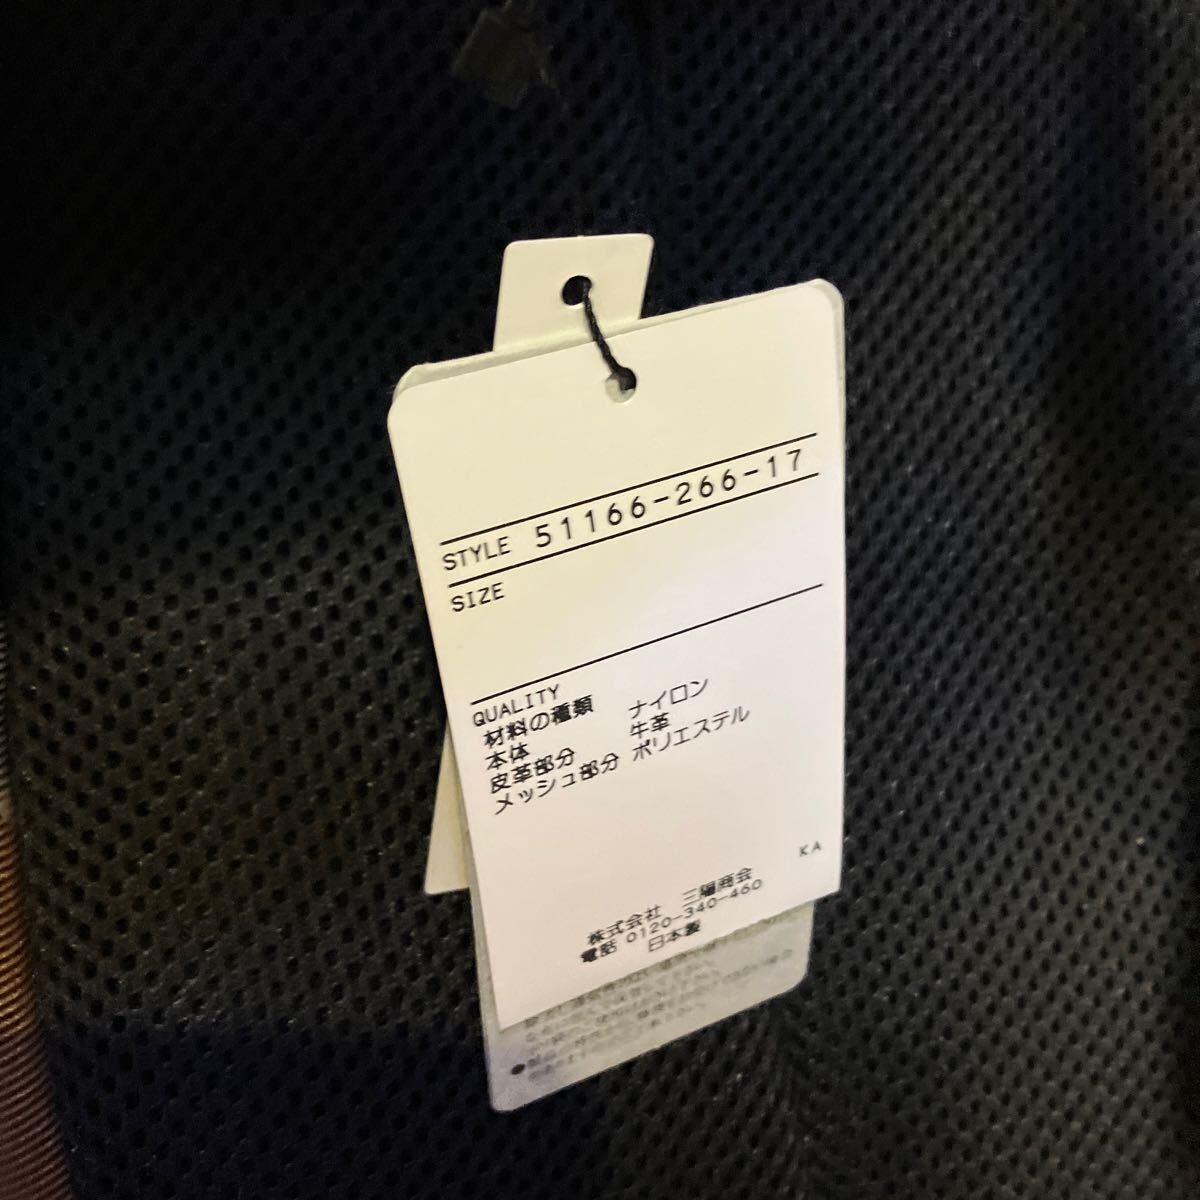 STYLE 51166-266-17
SIZE
QUALITY
材料の種類
本体 ナイロン
皮革部分 牛革
メッシュ部分 ポリエステル
KA
株式会社 三陽商会
電話 0120-340-460
日本製